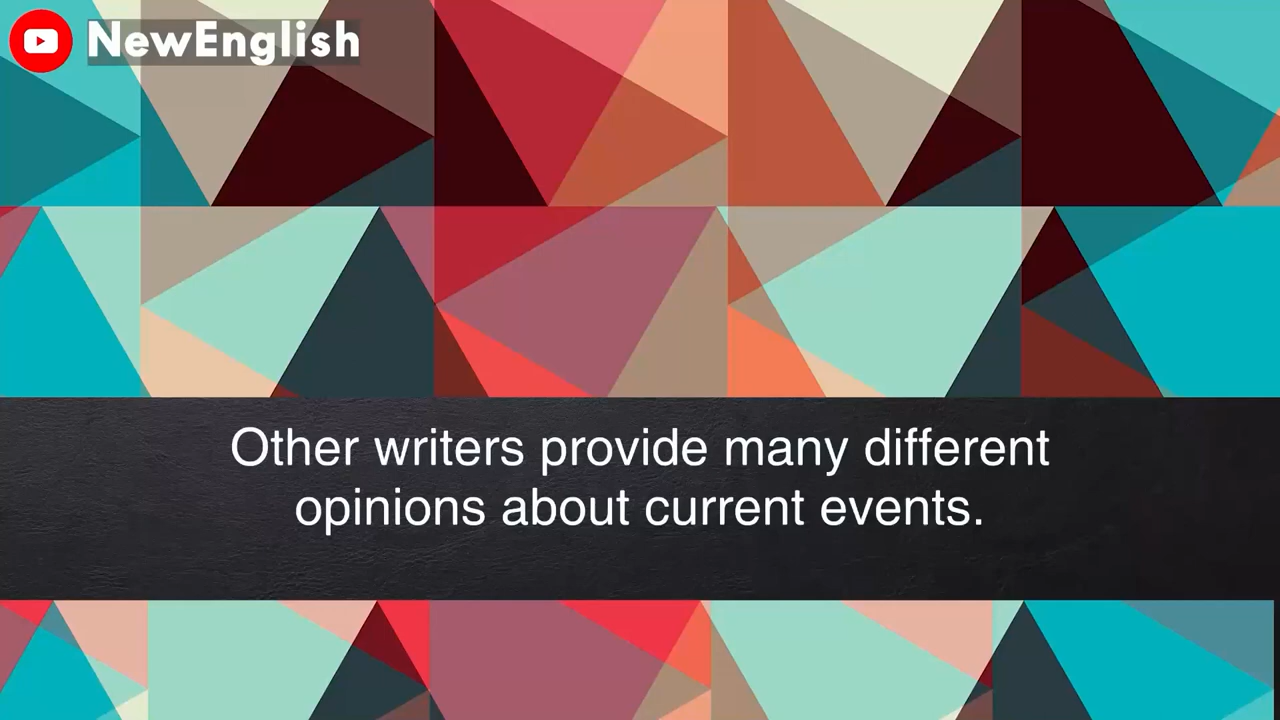 NewEnglish
Other writers provide many different
opinions about current events.